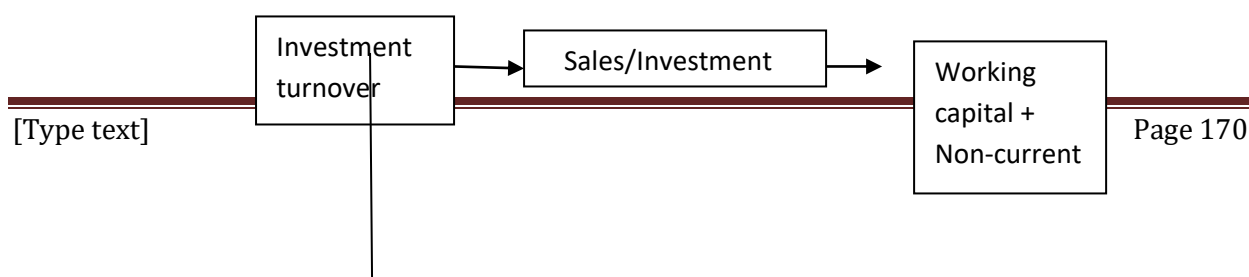 Investment
turnover
Sales/Investment
Working
capital +
Non-current
[Type text]
Page 170